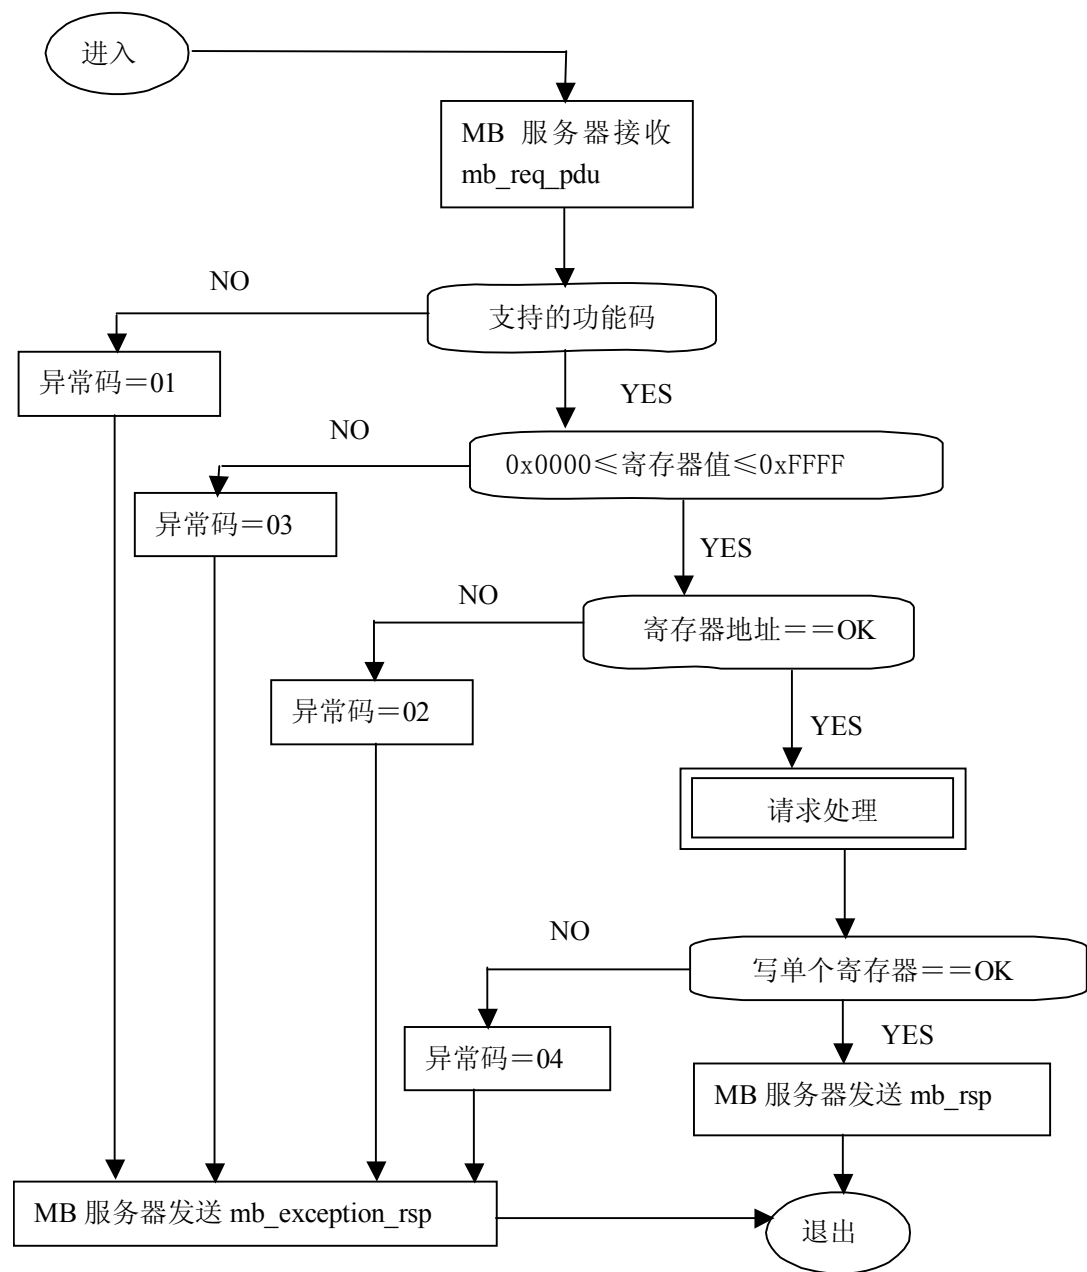 进入
MB 服务器接收
mb_req_pdu
NO
支持的功能码
异常码＝01
YES
NO
0x0000≤寄存器值≤0xFFFF
异常码＝03
YES
NO
寄存器地址＝＝OK
异常码＝02
YES
请求处理
NO
写单个寄存器＝＝OK
异常码＝04
YES
MB 服务器发送 mb_rsp
MB 服务器发送 mb_exception_rsp
退出